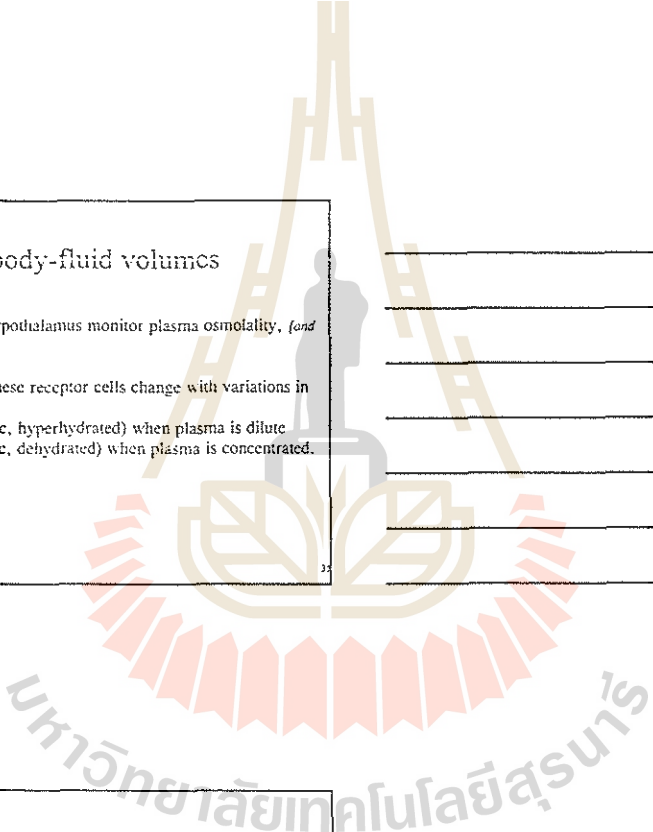 body-fluid volumes
hypothalamus monitor plasma osmolality, {and
these receptor cells change with variations in
c, hyperhydrated) when plasma is dilute
c, dehydrated) when plasma is concentrated.
มหาวิทยาลัยเทคโนโลยีสุรนารี